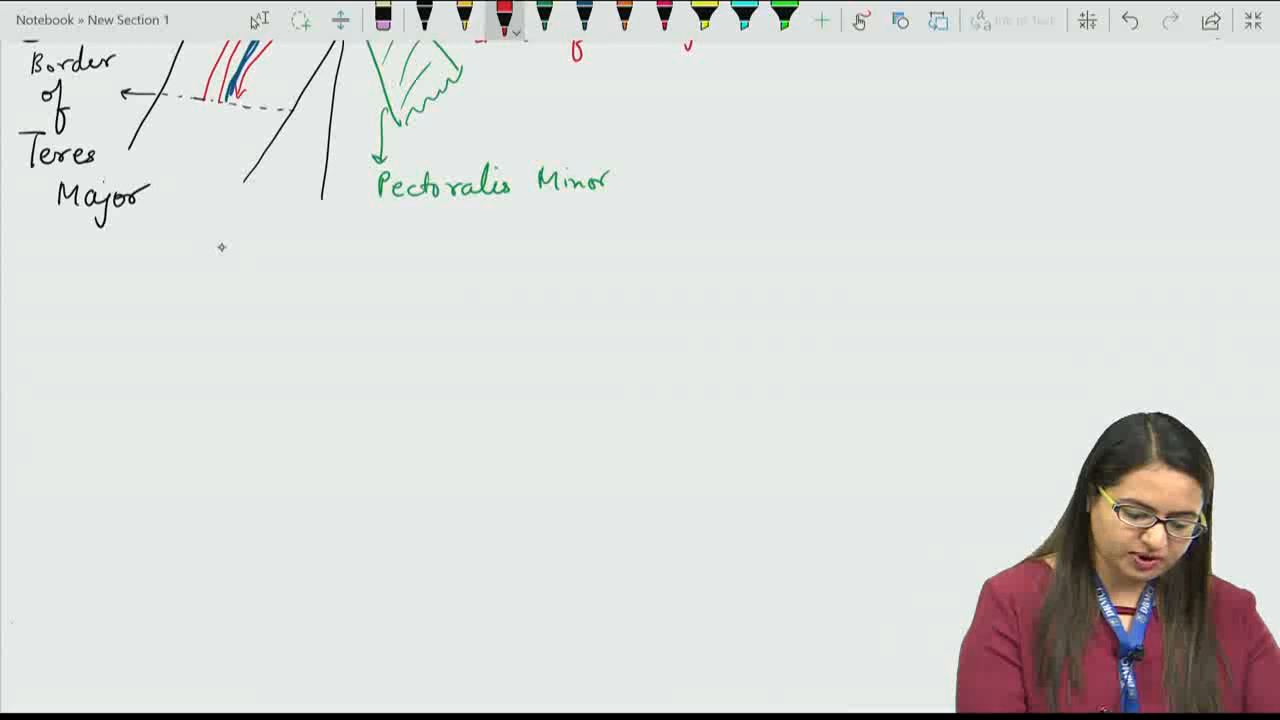 Notebook » New Section 1
Border
of
Teres
Major
Pectoralis Minor